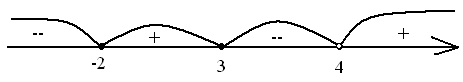 -- + -- +
-2 3 4